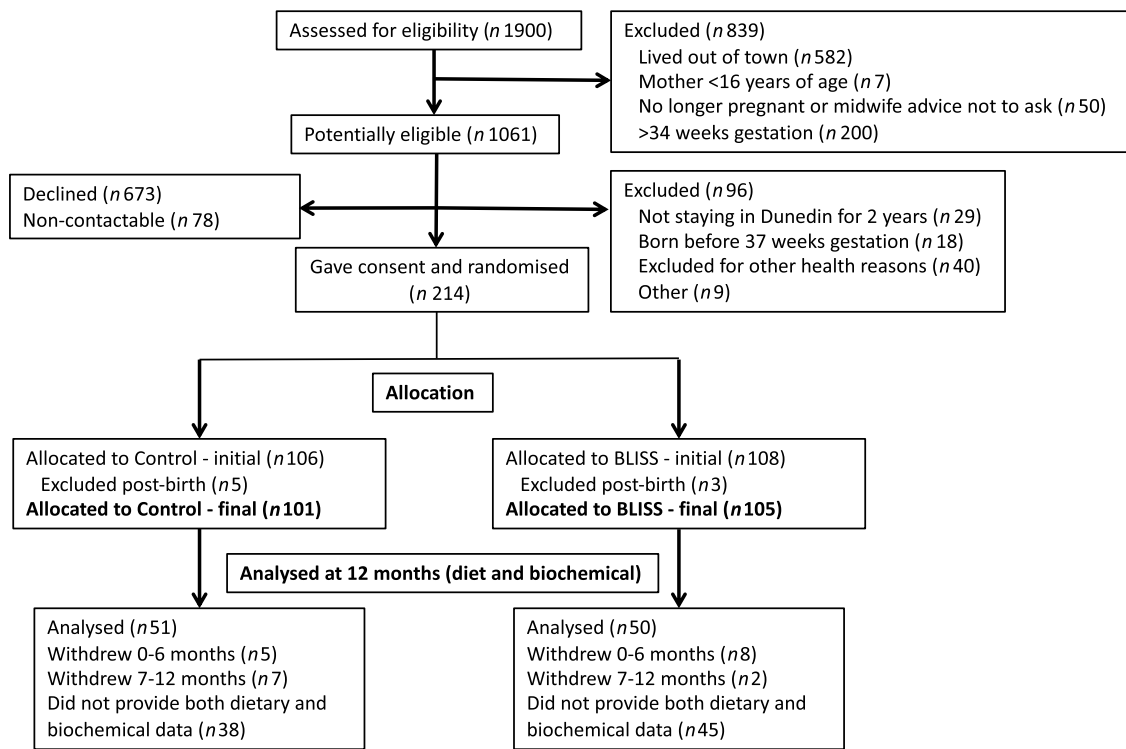 Assessed for eligibility (n 1900)
Excluded (n 839)
Lived out of town (n 582)
Mother <16 years of age (n 7)
No longer pregnant or midwife advice not to ask (n 50)
>34 weeks gestation (n 200)
Potentially eligible (n 1061)
Declined (n 673)
Non-contactable (n 78)
Excluded (n 96)
Not staying in Dunedin for 2 years (n 29)
Born before 37 weeks gestation (n 18)
Excluded for other health reasons (n 40)
Other (n 9)
Gave consent and randomised
(n 214)
Allocation
Allocated to Control - initial (n 106)
Excluded post-birth (n 5)
Allocated to Control - final (n 101)
Allocated to BLISS - initial (n 108)
Excluded post-birth (n 3)
Allocated to BLISS - final (n 105)
Analysed at 12 months (diet and biochemical)
Analysed (n 51)
Withdrew 0-6 months (n 5)
Withdrew 7-12 months (n 7)
Did not provide both dietary and
biochemical data (n 38)
Analysed (n 50)
Withdrew 0-6 months (n 8)
Withdrew 7-12 months (n 2)
Did not provide both dietary and
biochemical data (n 45)